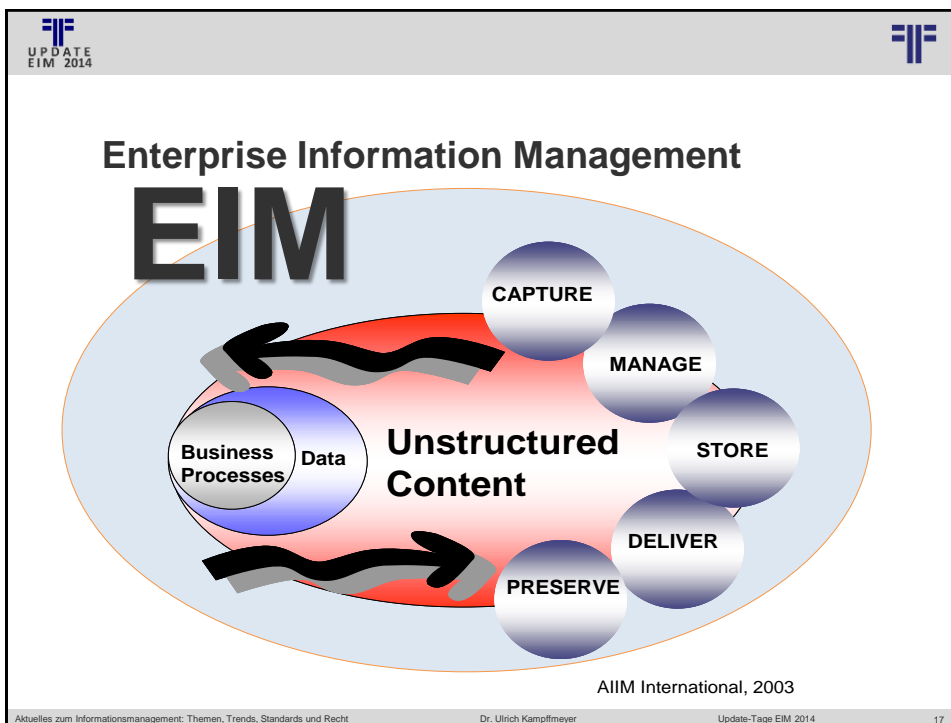 UPDATE
EIM 2014
Enterprise Information Management
EIM
CAPTURE
MANAGE
STORE
DELIVER
PRESERVE
Business
Processes
Data
Unstructured
Content
AIIM International, 2003
Aktuelles zum Informationsmanagement: Themen, Trends, Standards und Recht
Dr. Ulrich Kampffmeyer
Update-Tage EIM 2014
17